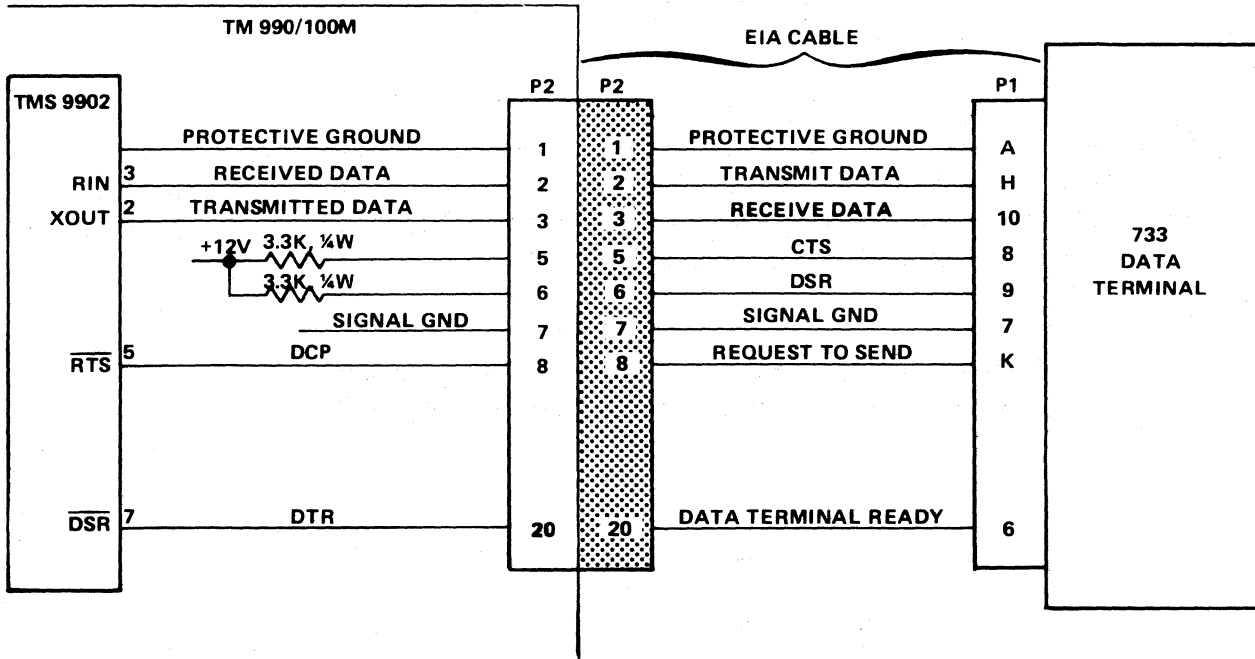 TM 990/100M
EIA CABLE
TMS 9902
P2
P2
P1
PROTECTIVE GROUND
1
1
PROTECTIVE GROUND
A
RIN
3
RECEIVED DATA
2
2
TRANSMIT DATA
H
XOUT
2
TRANSMITTED DATA
3
3
RECEIVE DATA
10
+12V
3.3K, ¼W
5
5
CTS
8
3.3K, ¼W
6
6
DSR
9
SIGNAL GND
7
7
SIGNAL GND
7
RTS
5
DCP
8
8
REQUEST TO SEND
K
DSR
7
DTR
20
20
DATA TERMINAL READY
6
733
DATA
TERMINAL